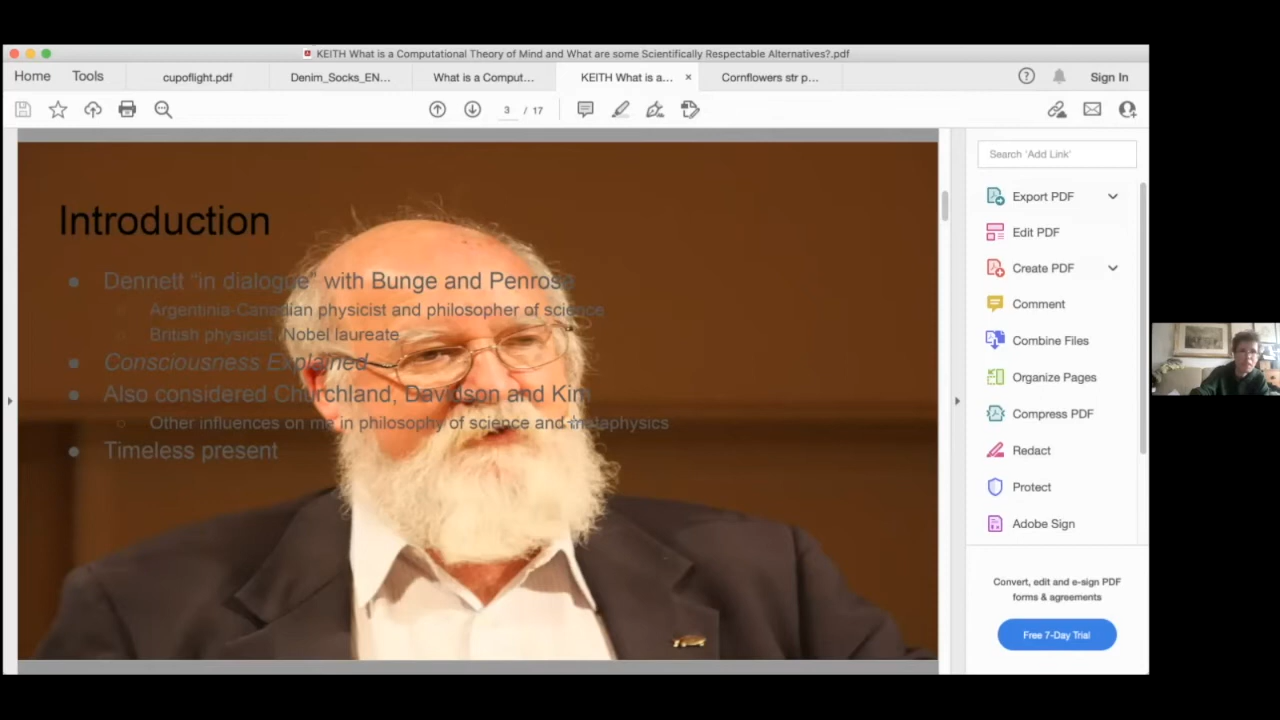 KEITH What is a Computational Theory of Mind and What are some Scientifically Respectable Alternatives?.pdf
Home Tools cupoflight.pdf Denim_Socks_EN... What is a Comput... KEITH What is a... × Cornflowers str p... ? Sign In
3 / 17
Search 'Add Link'
Introduction
● Dennett “in dialogue” with Bunge and Penrose
○ Argentinia-Canadian physicist and philosopher of science
○ British physicist, Nobel laureate
● Consciousness Explained
● Also considered Churchland, Davidson and Kim
○ Other influences on me in philosophy of science and metaphysics
● Timeless present
Export PDF
Edit PDF
Create PDF
Comment
Combine Files
Organize Pages
Compress PDF
Redact
Protect
Adobe Sign
Convert, edit and e-sign PDF
forms & agreements
Free 7-Day Trial